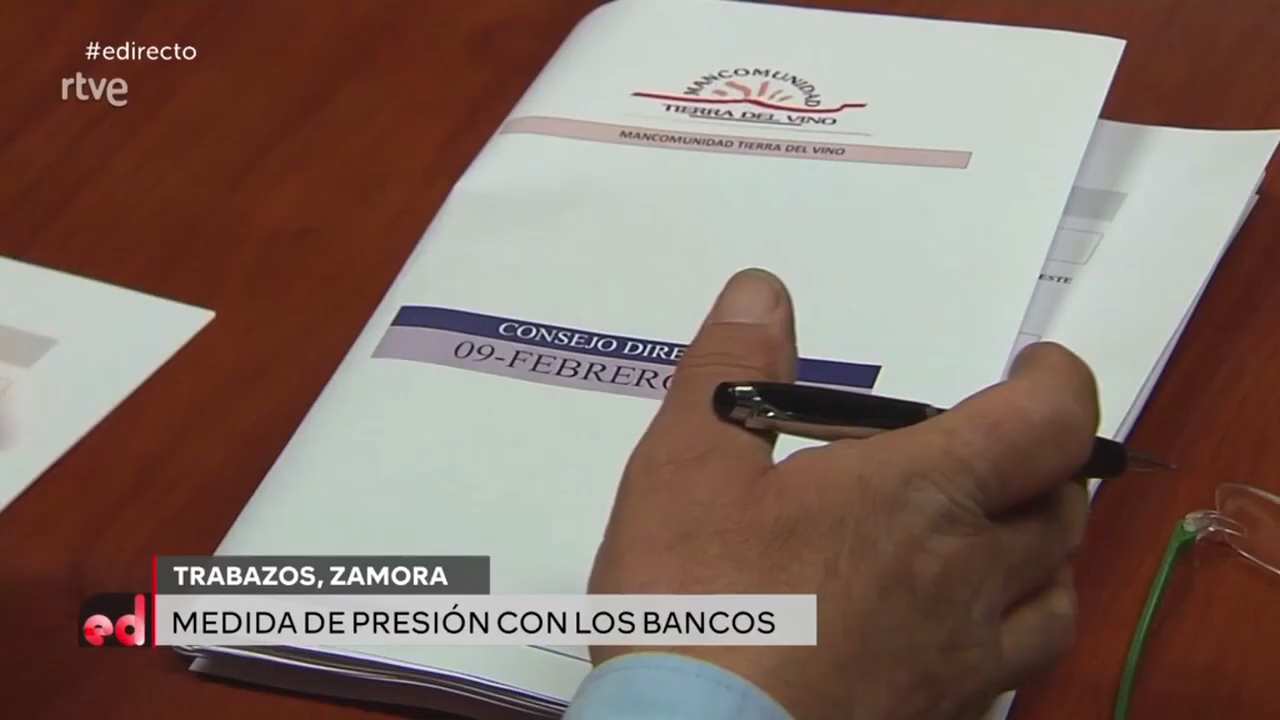 #edirecto
rtve
MANCOMUNIDAD
TIERRA DEL VINO
MANCOMUNIDAD TIERRA DEL VINO
ESTE
CONSEJO DIRE
09-FEBRERO
TRABAZOS, ZAMORA
ed
MEDIDA DE PRESIÓN CON LOS BANCOS